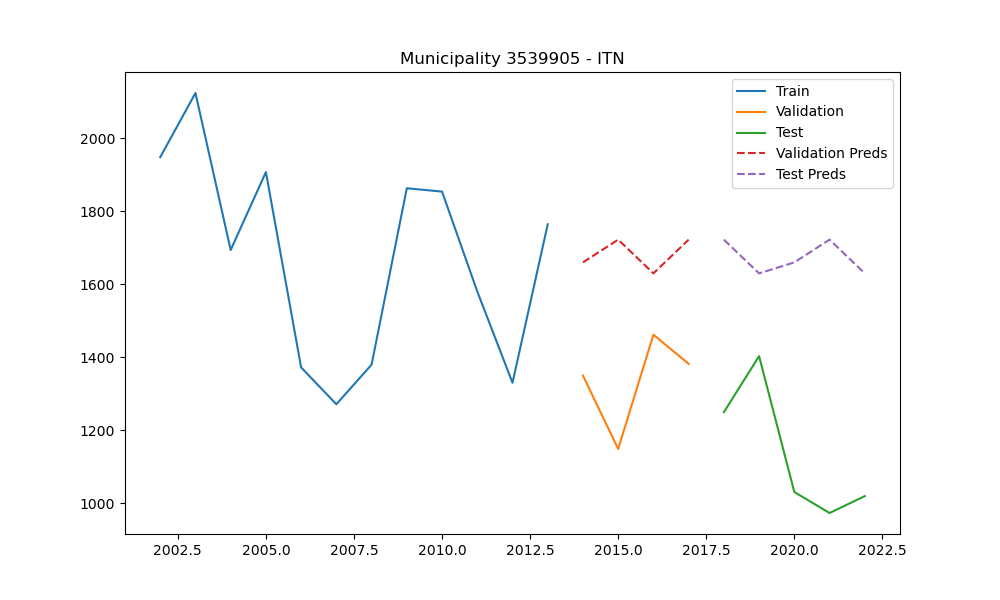 Municipality 3539905 - ITN
Train
Validation
Test
Validation Preds
Test Preds
2000
1800
1600
1400
1200
1000
2002.5 2005.0 2007.5 2010.0 2012.5 2015.0 2017.5 2020.0 2022.5